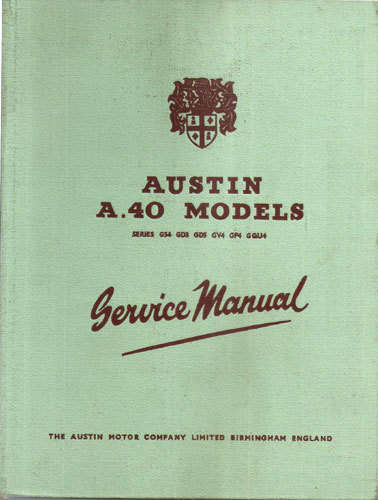 AUSTIN
A.40 MODELS
SERIES GS4 GD3 GD5 GV4 GP4 GQU4
Service Manual
THE AUSTIN MOTOR COMPANY LIMITED BIRMINGHAM ENGLAND